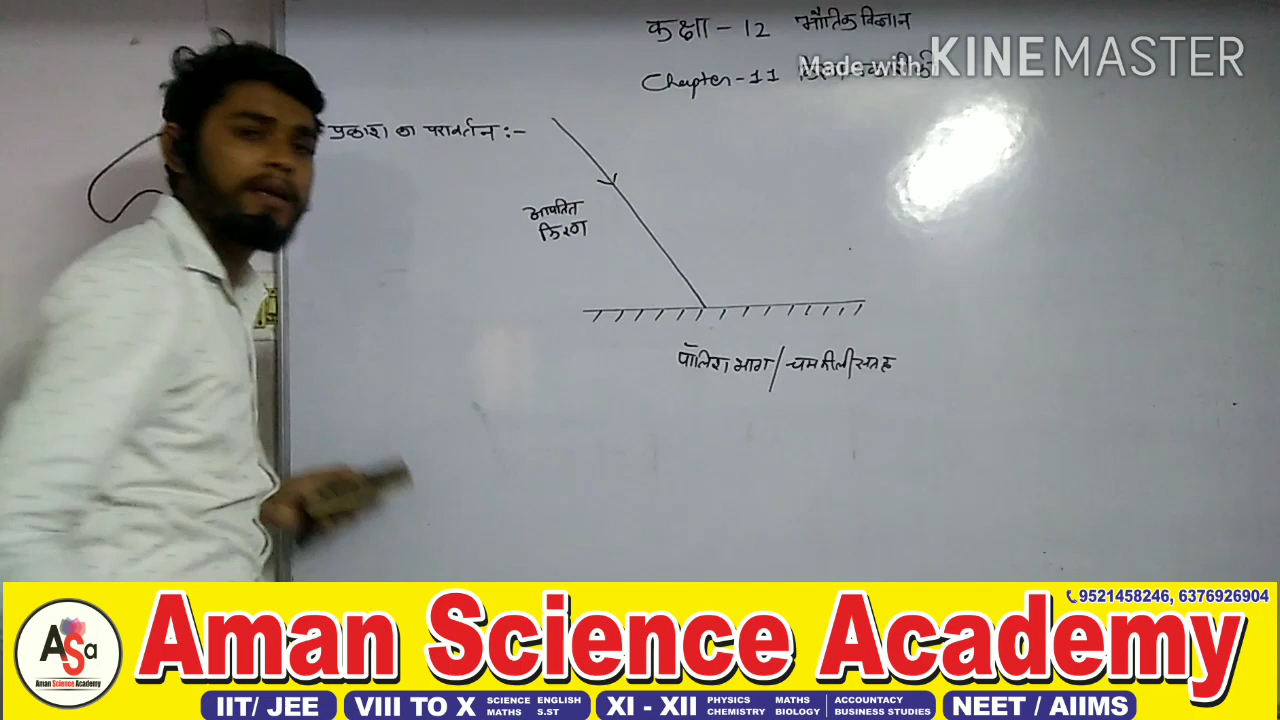 कक्षा - 12 भौतिक विज्ञान
Chapter - 11
Made with KINEMASTER
प्रकाश का परावर्तन :-
आपतित
किरण
पॉलिश भाग / चमकीली सतह
9521458246, 6376926904
ASa
Aman Science Academy
Aman Science Academy
IIT/ JEE
VIII TO X SCIENCE ENGLISH MATHS S.ST
XI - XII PHYSICS MATHS CHEMISTRY BIOLOGY ACCOUNTACY BUSINESS STUDIES
NEET / AIIMS